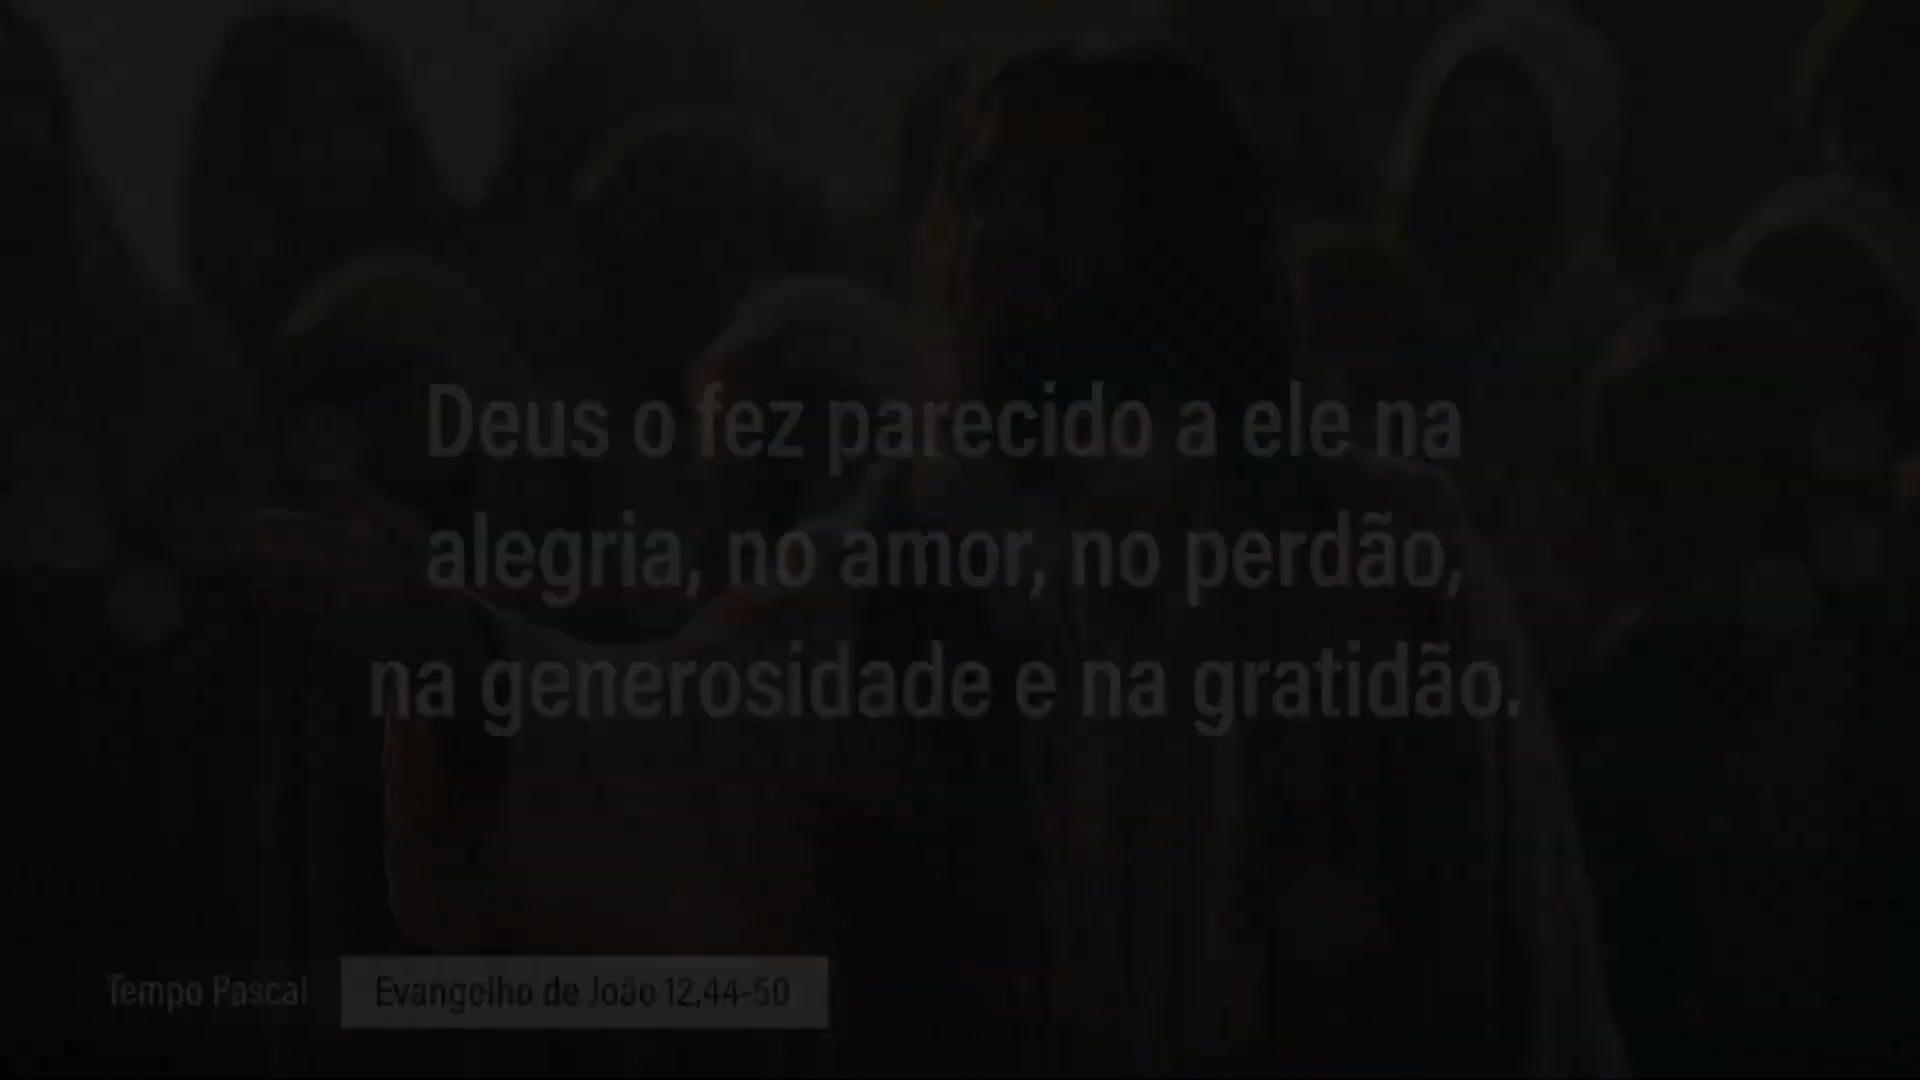 Deus o fez parecido a ele na
alegria, no amor, no perdão,
na generosidade e na gratidão.
Tempo Pascal
Evangelho de João 12,44-50